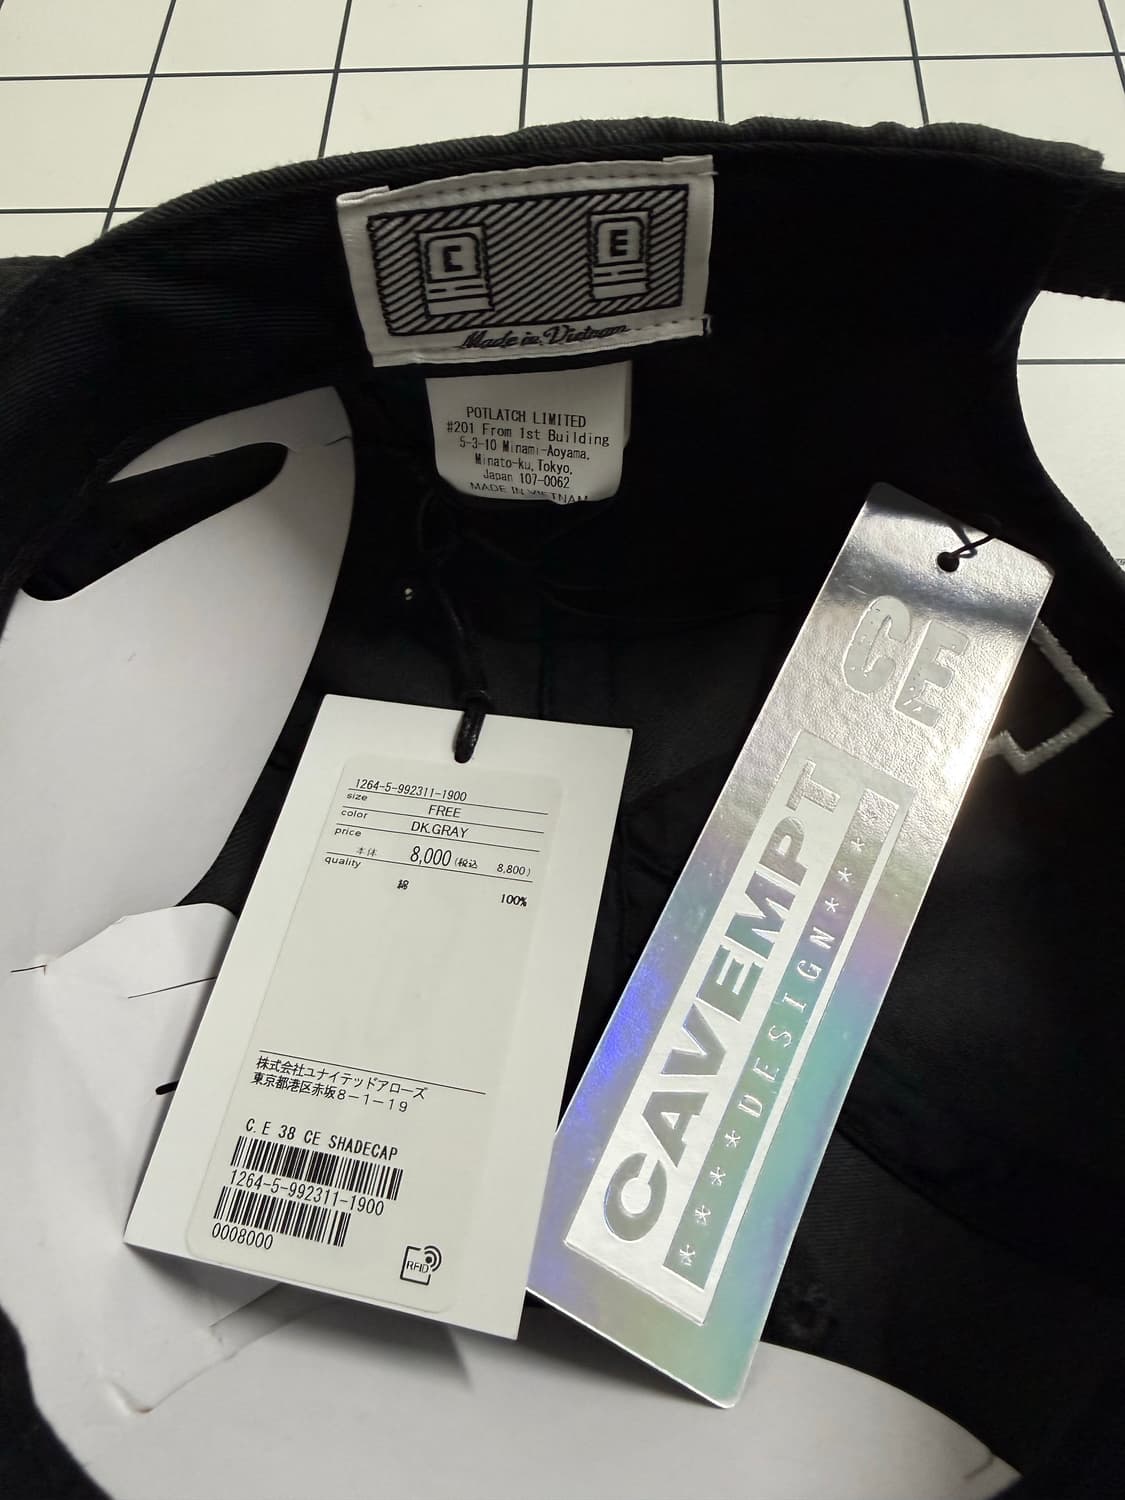 C E
Made in Vietnam
POTLATCH LIMITED
#201 From 1st Building
5-3-10 Minami-Aoyama,
Minato-ku,Tokyo,
Japan 107-0062
MADE IN VIETNAM
1264-5-992311-1900
size FREE
color DK.GRAY
price 本体 8,000 (税込 8,800)
quality
綿 100%
株式会社ユナイテッドアローズ
東京都港区赤坂8-1-19
C.E 38 CE SHADECAP
1264-5-992311-1900
0008000
RFID
CE
CAVEMPT
****DESIGN****